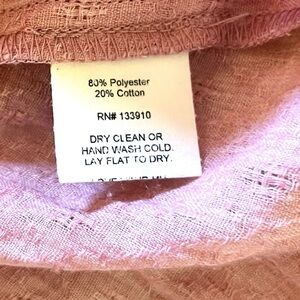 80% Polyester
20% Cotton
RN# 133910
DRY CLEAN OR
HAND WASH COLD.
LAY FLAT TO DRY.